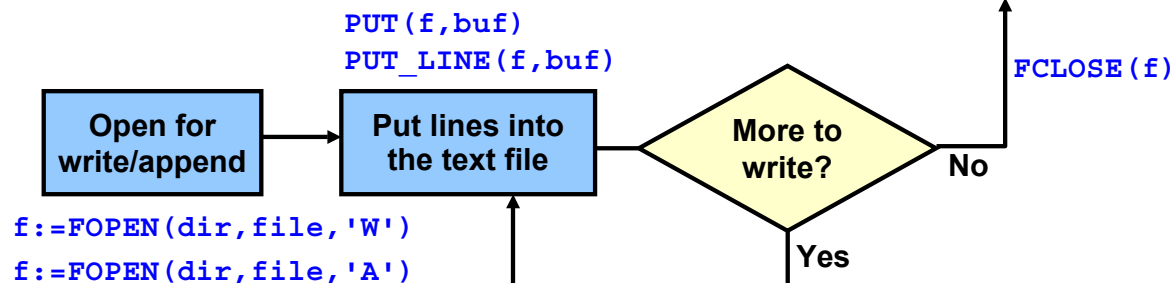 PUT(f,buf)
PUT_LINE(f,buf)
FCLOSE(f)
Open for
write/append
Put lines into
the text file
More to
write?
No
f:=FOPEN(dir,file,'W')
f:=FOPEN(dir,file,'A')
Yes